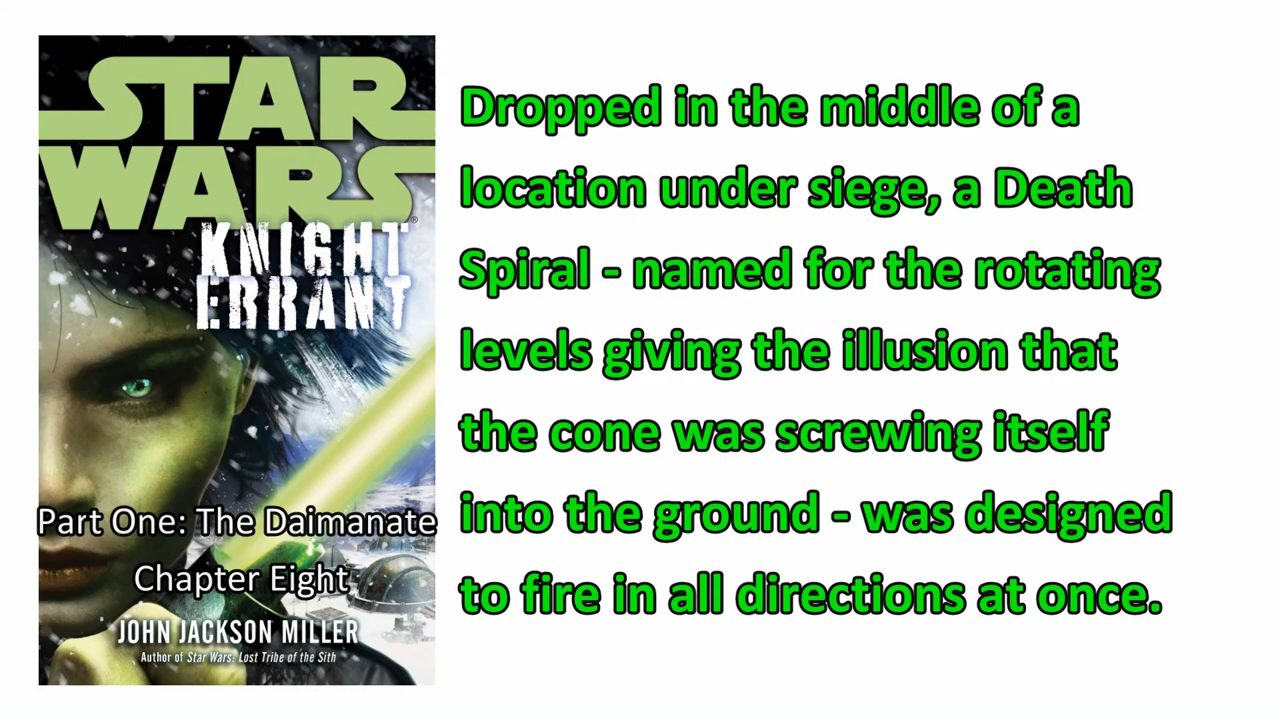 STAR
WARS®
KNIGHT
ERRANT
Part One: The Daimanate
Chapter Eight
JOHN JACKSON MILLER
Author of Star Wars: Lost Tribe of the Sith
Dropped in the middle of a
location under siege, a Death
Spiral - named for the rotating
levels giving the illusion that
the cone was screwing itself
into the ground - was designed
to fire in all directions at once.